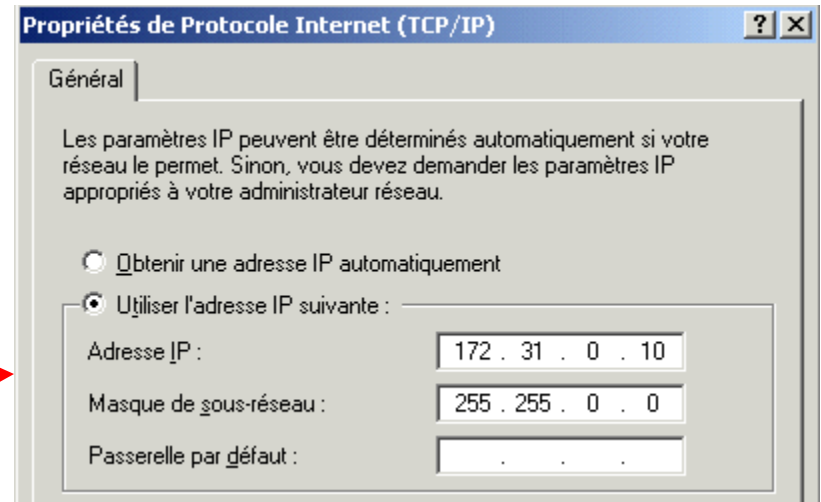 Propriétés de Protocole Internet (TCP/IP)
Général
Les paramètres IP peuvent être déterminés automatiquement si votre
réseau le permet. Sinon, vous devez demander les paramètres IP
appropriés à votre administrateur réseau.
Obtenir une adresse IP automatiquement
Utiliser l'adresse IP suivante :
Adresse IP : 172 . 31 . 0 . 10
Masque de sous-réseau : 255 . 255 . 0 . 0
Passerelle par défaut : . . .